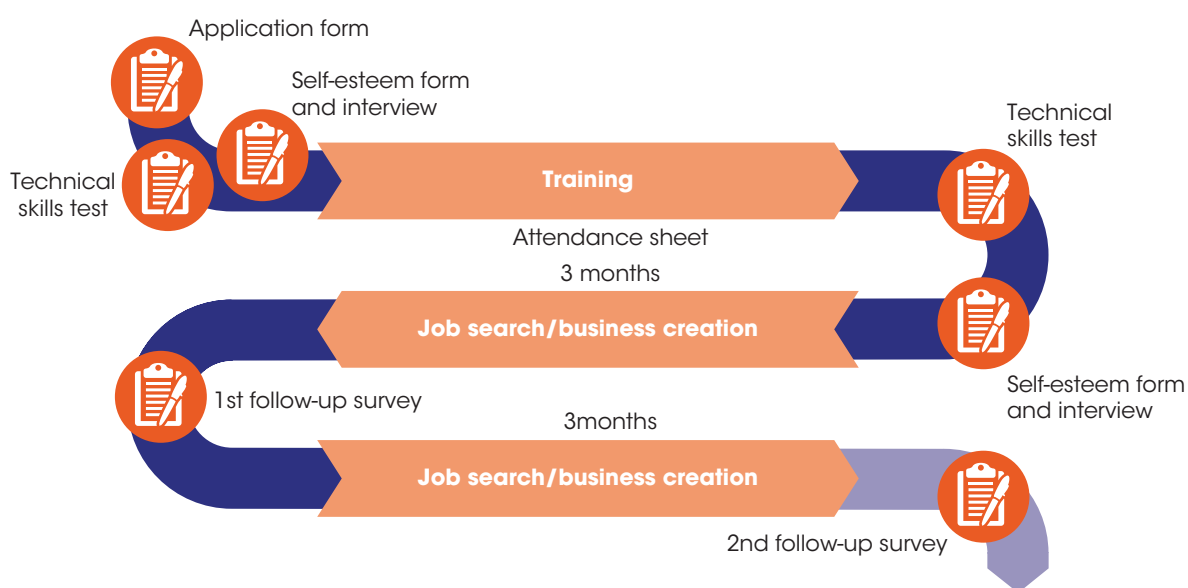 Application form
Self-esteem form
and interview
Technical
skills test
Technical
skills test
Training
Attendance sheet
3 months
Job search/business creation
Self-esteem form
and interview
1st follow-up survey
3months
Job search/business creation
2nd follow-up survey